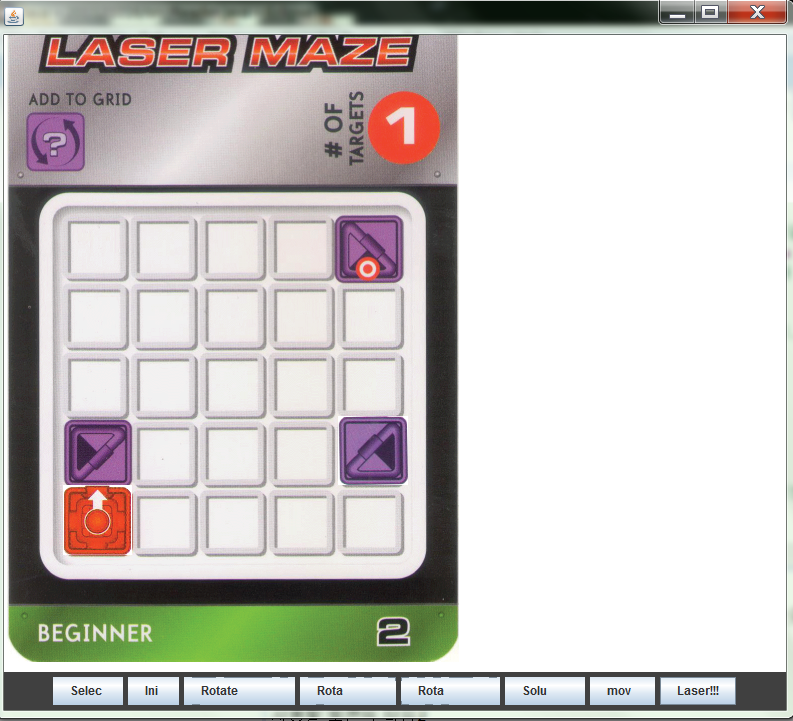 LASER MAZE
ADD TO GRID
?
# OF
TARGETS
1
BEGINNER
2
Selec
Ini
Rotate
Rota
Rota
Solu
mov
Laser!!!